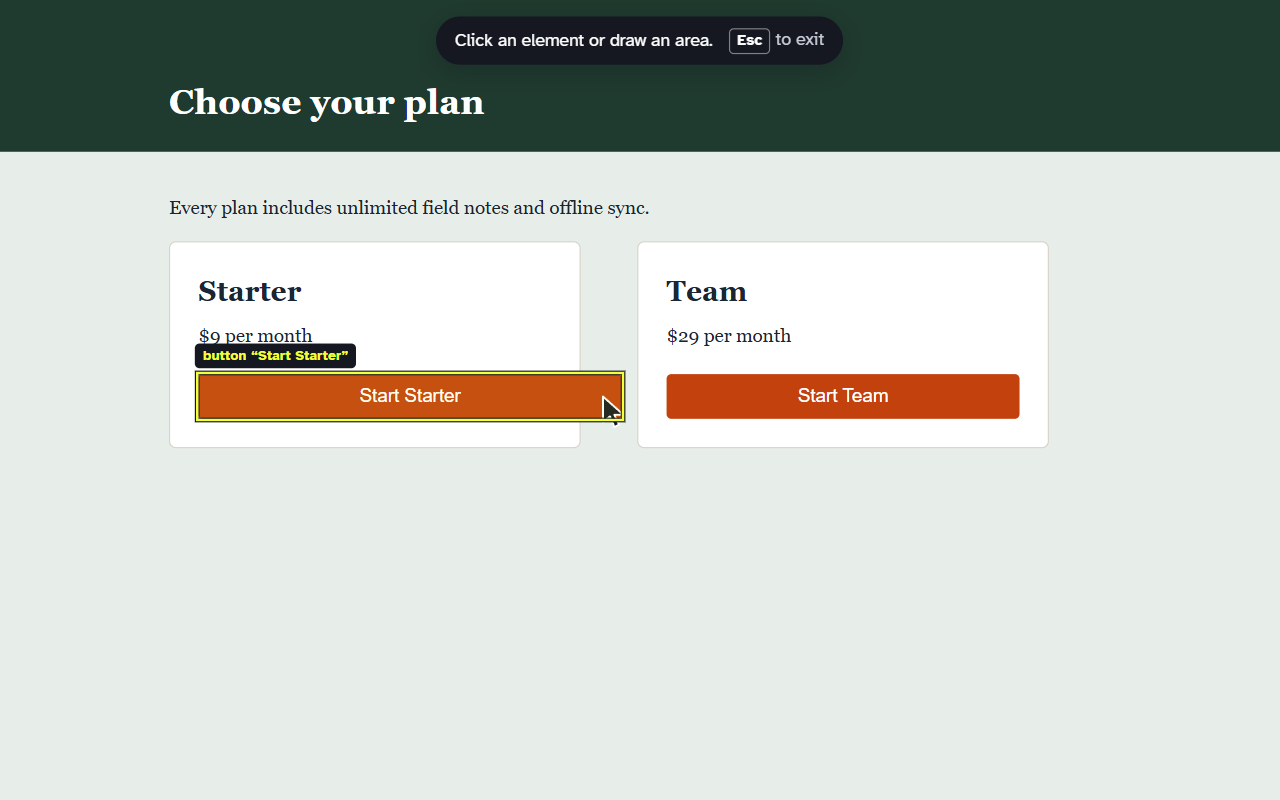 Click an element or draw an area. Esc to exit
Choose your plan
Every plan includes unlimited field notes and offline sync.
Starter
$9 per month
button “Start Starter”
Start Starter
Team
$29 per month
Start Team